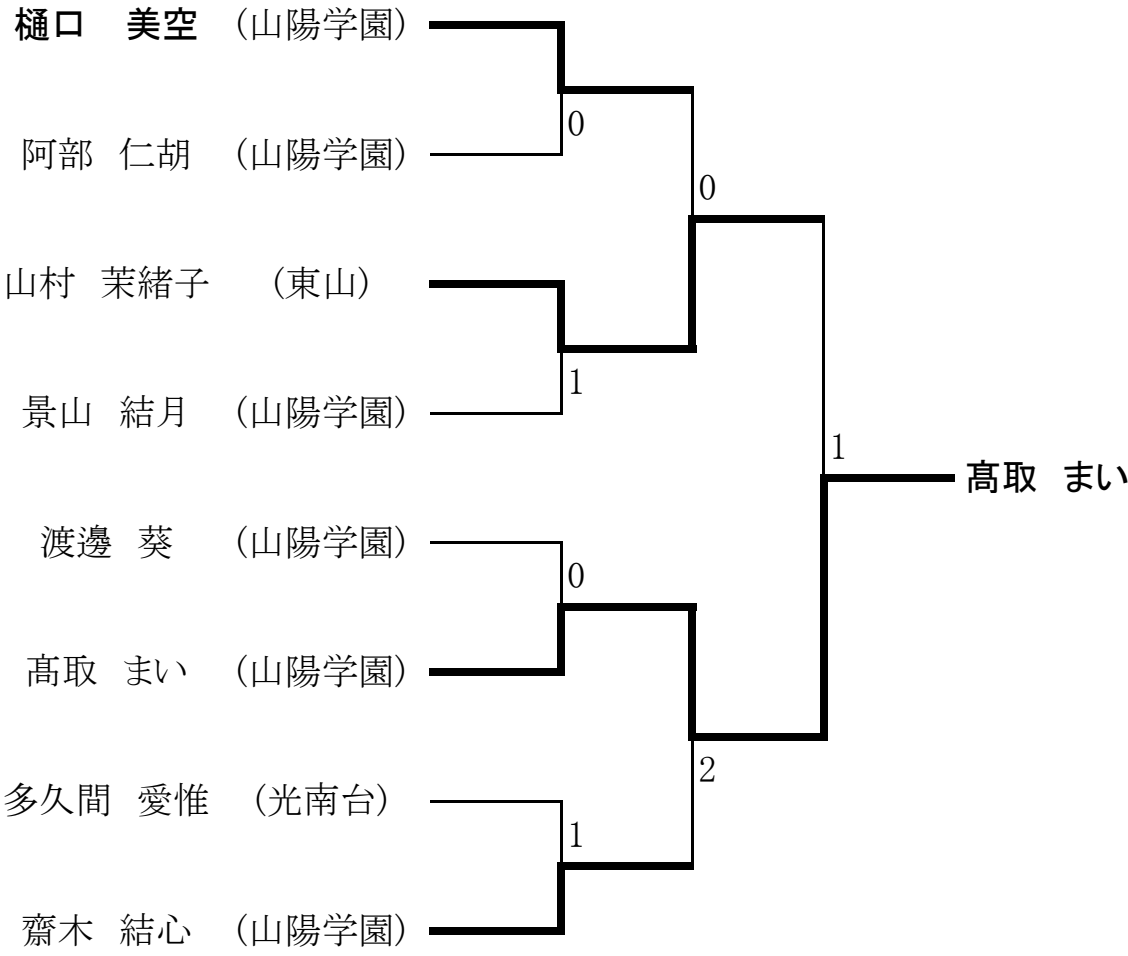 樋口　美空 (山陽学園)
0
阿部 仁胡 (山陽学園)
0
山村 茉緒子 (東山)
1
景山 結月 (山陽学園)
1
髙取 まい
渡邊 葵 (山陽学園)
0
髙取 まい (山陽学園)
2
多久間 愛惟 (光南台)
1
齋木 結心 (山陽学園)